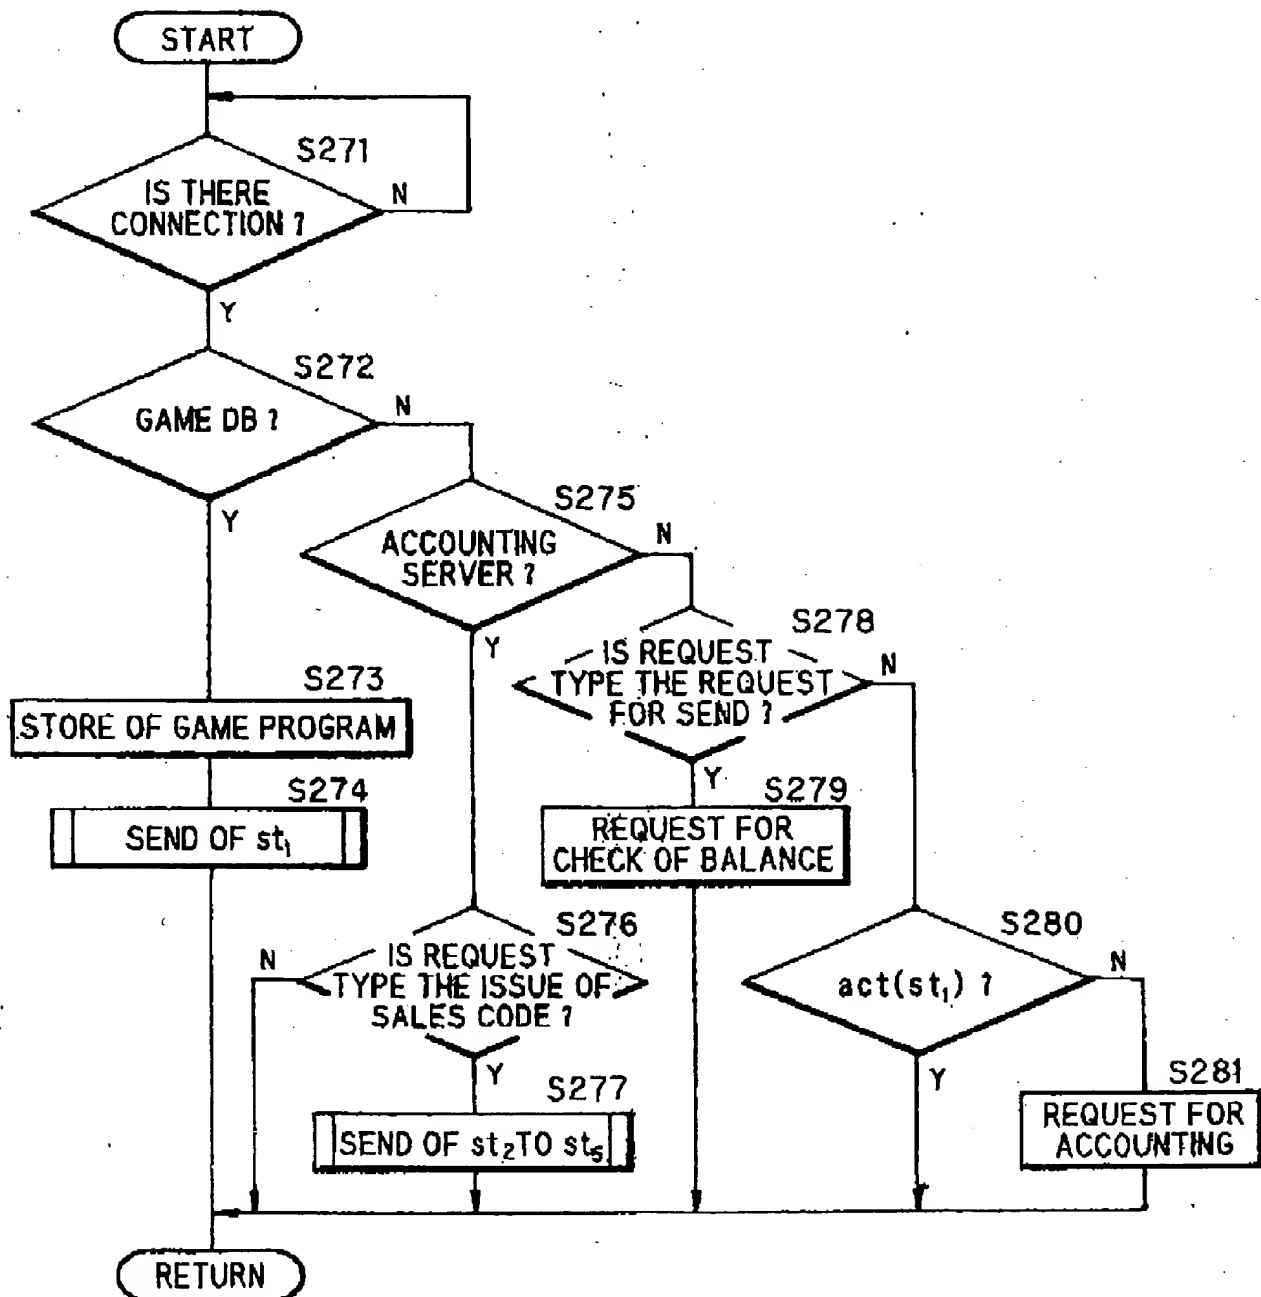 START
S271
IS THERE
CONNECTION ?
N
Y
S272
GAME DB ?
N
Y
S275
ACCOUNTING
SERVER ?
N
Y
S278
IS REQUEST
TYPE THE REQUEST
FOR SEND ?
N
Y
S273
STORE OF GAME PROGRAM
S274
SEND OF st₁
S279
REQUEST FOR
CHECK OF BALANCE
S276
IS REQUEST
TYPE THE ISSUE OF
SALES CODE ?
N
Y
S280
act(st₁) ?
N
Y
S277
SEND OF st₂ TO st₅
S281
REQUEST FOR
ACCOUNTING
RETURN